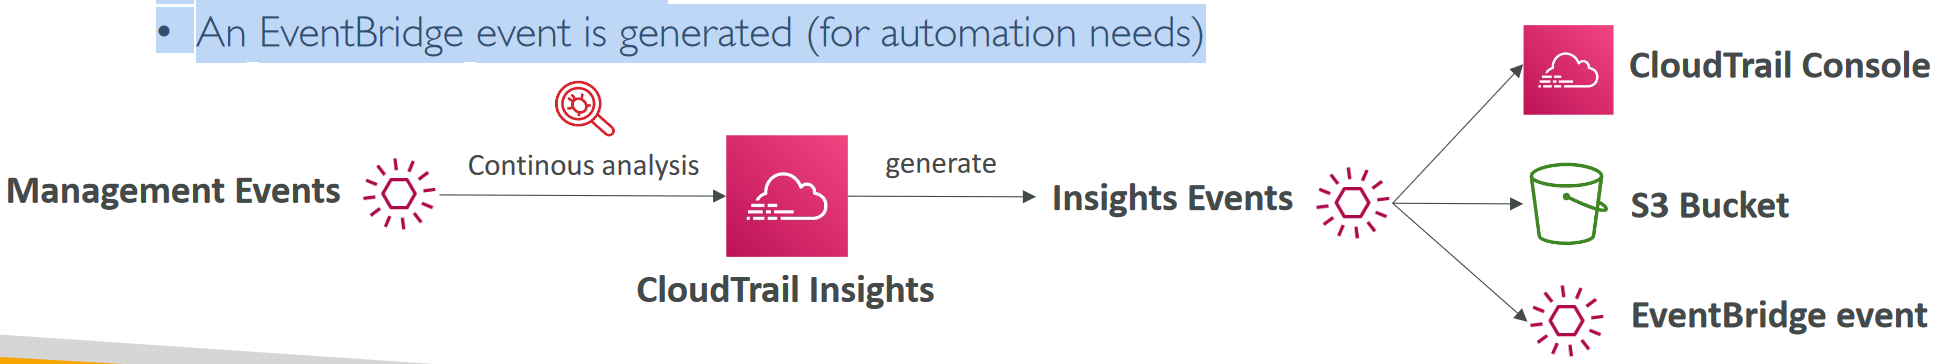 • An EventBridge event is generated (for automation needs)
CloudTrail Console
Continous analysis
generate
Management Events
Insights Events
S3 Bucket
CloudTrail Insights
EventBridge event